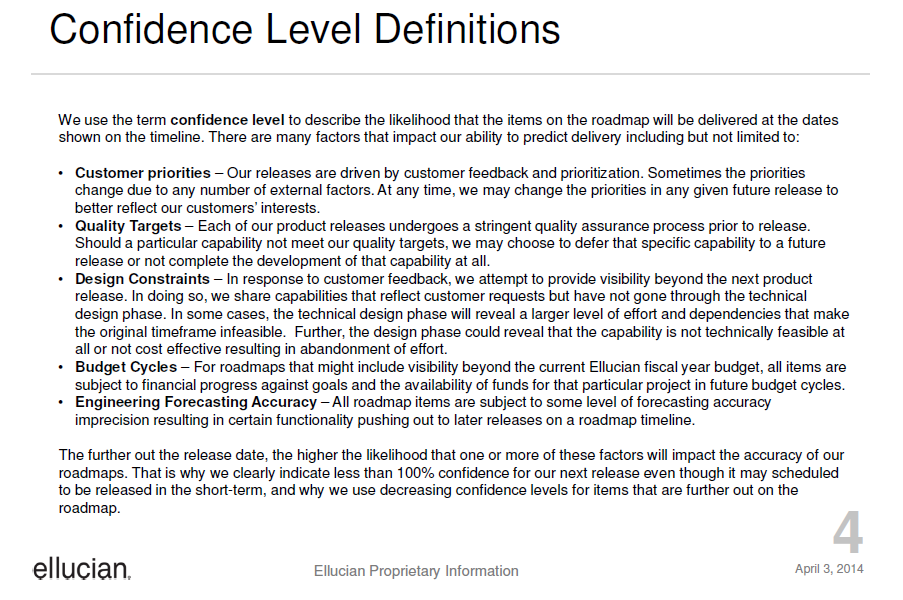 Confidence Level Definitions
We use the term confidence level to describe the likelihood that the items on the roadmap will be delivered at the dates
shown on the timeline. There are many factors that impact our ability to predict delivery including but not limited to:
• Customer priorities – Our releases are driven by customer feedback and prioritization. Sometimes the priorities
change due to any number of external factors. At any time, we may change the priorities in any given future release to
better reflect our customers' interests.
• Quality Targets – Each of our product releases undergoes a stringent quality assurance process prior to release.
Should a particular capability not meet our quality targets, we may choose to defer that specific capability to a future
release or not complete the development of that capability at all.
• Design Constraints – In response to customer feedback, we attempt to provide visibility beyond the next product
release. In doing so, we share capabilities that reflect customer requests but have not gone through the technical
design phase. In some cases, the technical design phase will reveal a larger level of effort and dependencies that make
the original timeframe infeasible.  Further, the design phase could reveal that the capability is not technically feasible at
all or not cost effective resulting in abandonment of effort.
• Budget Cycles – For roadmaps that might include visibility beyond the current Ellucian fiscal year budget, all items are
subject to financial progress against goals and the availability of funds for that particular project in future budget cycles.
• Engineering Forecasting Accuracy – All roadmap items are subject to some level of forecasting accuracy
imprecision resulting in certain functionality pushing out to later releases on a roadmap timeline.
The further out the release date, the higher the likelihood that one or more of these factors will impact the accuracy of our
roadmaps. That is why we clearly indicate less than 100% confidence for our next release even though it may scheduled
to be released in the short-term, and why we use decreasing confidence levels for items that are further out on the
roadmap.
4
ellucian
Ellucian Proprietary Information
April 3, 2014